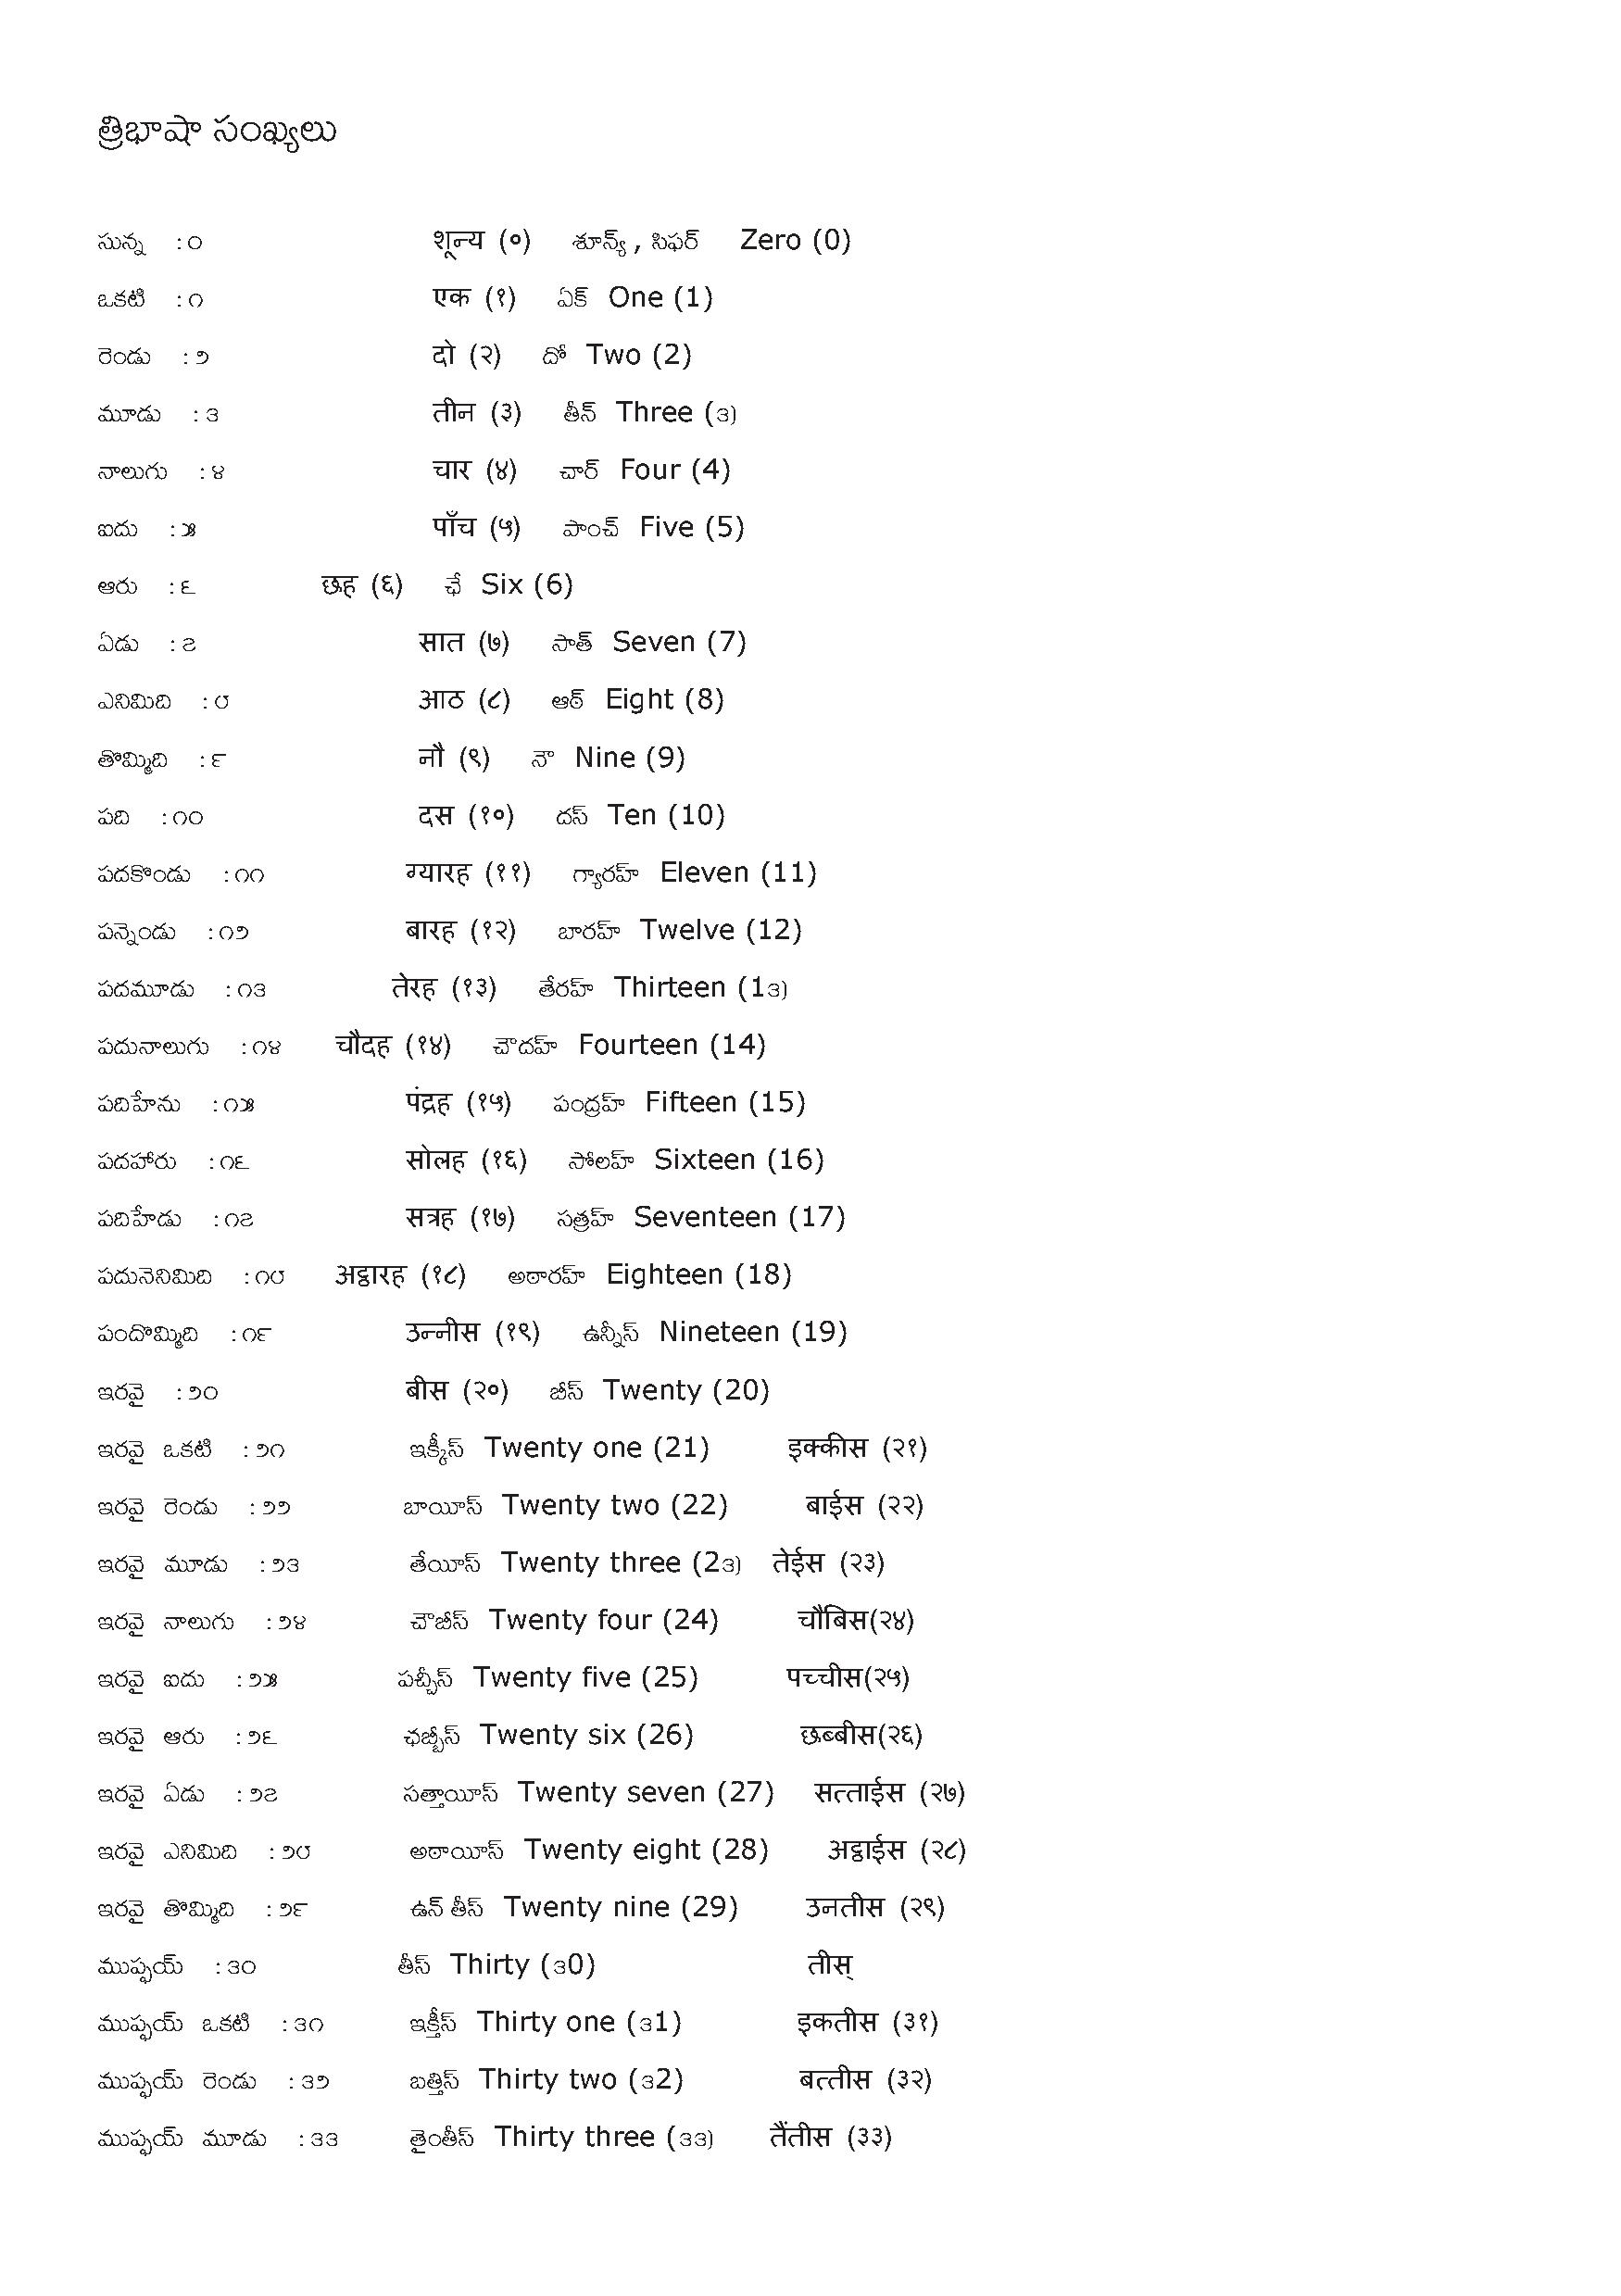 త్రిభాషా సంఖ్యలు
సున్న : ౦ शून्य (०) శూన్య్ , సిఫర్ Zero (0)
ఒకటి : ౧ एक (१) ఏక్ One (1)
రెండు : ౨ दो (२) దో Two (2)
మూడు : ౩ तीन (३) తీన్ Three (౩)
నాలుగు : ౪ चार (४) చార్ Four (4)
ఐదు : ౫ पाँच (५) పాంచ్ Five (5)
ఆరు : ౬ छह (६) ఛే Six (6)
ఏడు : ౭ सात (७) సాత్ Seven (7)
ఎనిమిది : ౮ आठ (८) ఆఠ్ Eight (8)
తొమ్మిది : ౯ नौ (९) నౌ Nine (9)
పది : ౧౦ दस (१०) దస్ Ten (10)
పదకొండు : ౧౧ ग्यारह (११) గ్యారహ్ Eleven (11)
పన్నెండు : ౧౨ बारह (१२) బారహ్ Twelve (12)
పదమూడు : ౧౩ तेरह (१३) తేరహ్ Thirteen (1౩)
పదునాలుగు : ౧౪ चौदह (१४) చౌదహ్ Fourteen (14)
పదిహేను : ౧౫ पंद्रह (१५) పంద్రహ్ Fifteen (15)
పదహారు : ౧౬ सोलह (१६) సోలహ్ Sixteen (16)
పదిహేడు : ౧౭ सत्रह (१७) సత్రహ్ Seventeen (17)
పదునెనిమిది : ౧౮ अट्ठारह (१८) అఠారహ్ Eighteen (18)
పందొమ్మిది : ౧౯ उन्नीस (१९) ఉన్నీస్ Nineteen (19)
ఇరవై : ౨౦ बीस (२०) బీస్ Twenty (20)
ఇరవై ఒకటి : ౨౧ ఇక్కీస్ Twenty one (21) इक्कीस (२१)
ఇరవై రెండు : ౨౨ బాయీస్ Twenty two (22) बाईस (२२)
ఇరవై మూడు : ౨౩ తేయీస్ Twenty three (2౩) तेईस (२३)
ఇరవై నాలుగు : ౨౪ చౌబీస్ Twenty four (24) चौबिस(२४)
ఇరవై ఐదు : ౨౫ పచ్చీస్ Twenty five (25) पच्चीस(२५)
ఇరవై ఆరు : ౨౬ ఛబ్బీస్ Twenty six (26) छब्बीस(२६)
ఇరవై ఏడు : ౨౭ సత్తాయీస్ Twenty seven (27) सत्ताईस (२७)
ఇరవై ఎనిమిది : ౨౮ అఠాయీస్ Twenty eight (28) अट्ठाईस (२८)
ఇరవై తొమ్మిది : ౨౯ ఉన్ తీస్ Twenty nine (29) उनतीस (२९)
ముప్ఫయ్ : ౩౦ తీస్ Thirty (౩0) तीस्
ముప్ఫయ్ ఒకటి : ౩౧ ఇక్తీస్ Thirty one (౩1) इकतीस (३१)
ముప్ఫయ్ రెండు : ౩౨ బత్తిస్ Thirty two (౩2) बत्तीस (३२)
ముప్ఫయ్ మూడు : ౩౩ తైంతీస్ Thirty three (౩౩) तैंतीस (३३)